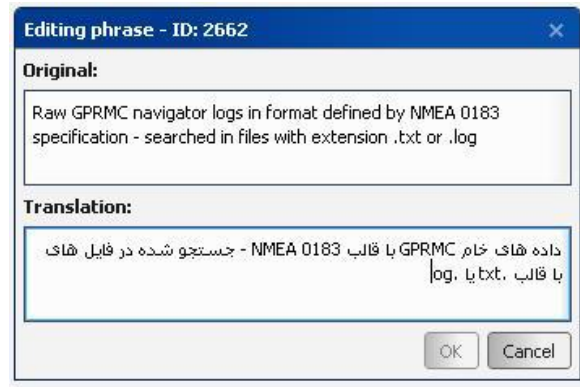 Editing phrase - ID: 2662
Original:
Raw GPRMC navigator logs in format defined by NMEA 0183
specification - searched in files with extension .txt or .log
Translation:
داده های خام GPRMC با قالب NMEA 0183 - جستجو شده در فایل های
با قالب .txt یا .log
OK
Cancel